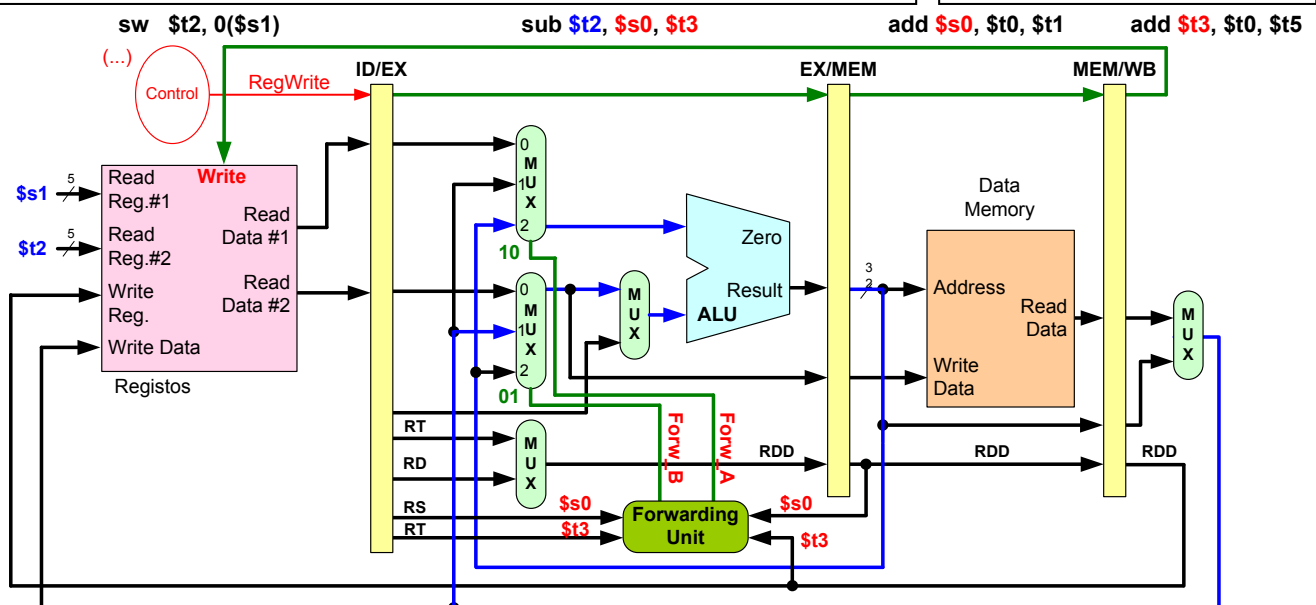 sw $t2, 0($s1)
sub $t2, $s0, $t3
add $s0, $t0, $t1
add $t3, $t0, $t5
(...)
Control
RegWrite
ID/EX
EX/MEM
MEM/WB
$s1
5
Read
Reg.#1
Write
Read
Data #1
$t2
5
Read
Reg.#2
Write
Reg.
Read
Data #2
Write Data
Registos
0
M
1U
X
2
10
0
M
1U
X
2
01
M
U
X
Zero
Result
ALU
3
2
Data
Memory
Address
Read
Data
Write
Data
M
U
X
RT
RD
M
U
X
RDD
RDD
RDD
Forw_B
Forw_A
RS
$s0
RT
$t3
Forwarding
Unit
$s0
$t3